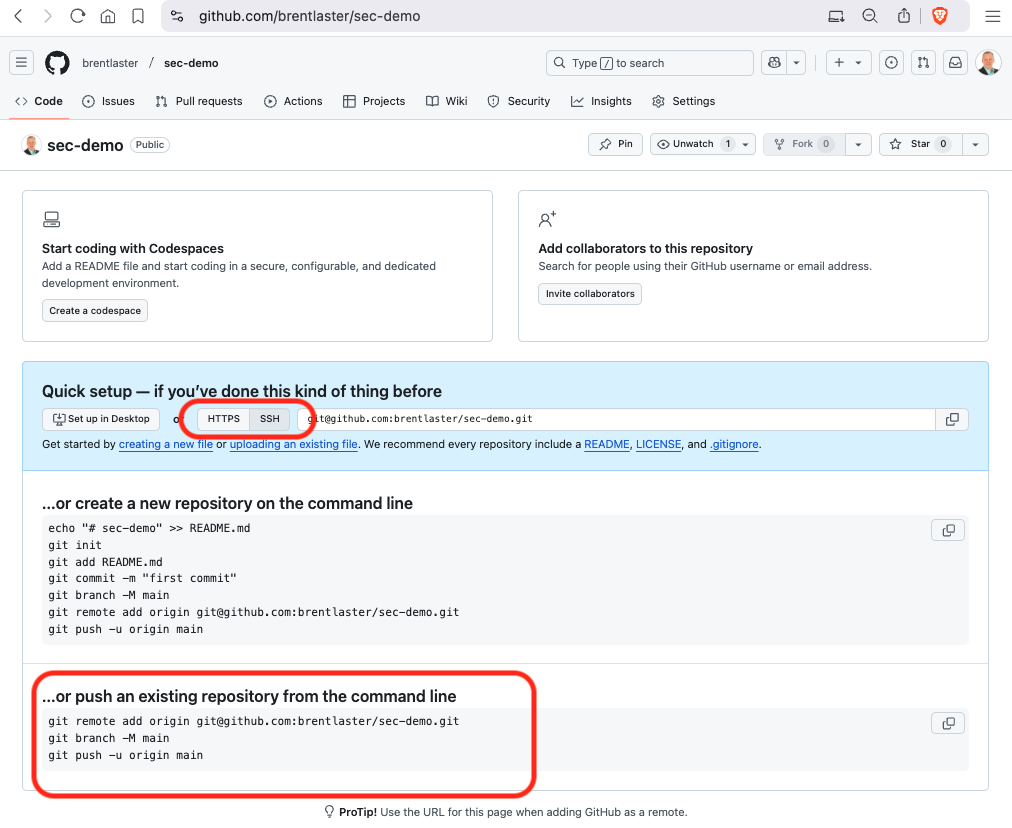 github.com/brentlaster/sec-demo
brentlaster / sec-demo
Type / to search
Code Issues Pull requests Actions Projects Wiki Security Insights Settings
sec-demo Public
Pin Unwatch 1 Fork 0 Star 0
Start coding with Codespaces
Add a README file and start coding in a secure, configurable, and dedicated
development environment.
Create a codespace
Add collaborators to this repository
Search for people using their GitHub username or email address.
Invite collaborators
Quick setup — if you've done this kind of thing before
Set up in Desktop or HTTPS SSH git@github.com:brentlaster/sec-demo.git
Get started by creating a new file or uploading an existing file. We recommend every repository include a README, LICENSE, and .gitignore.
...or create a new repository on the command line
echo "# sec-demo" >> README.md
git init
git add README.md
git commit -m "first commit"
git branch -M main
git remote add origin git@github.com:brentlaster/sec-demo.git
git push -u origin main
...or push an existing repository from the command line
git remote add origin git@github.com:brentlaster/sec-demo.git
git branch -M main
git push -u origin main
ProTip! Use the URL for this page when adding GitHub as a remote.